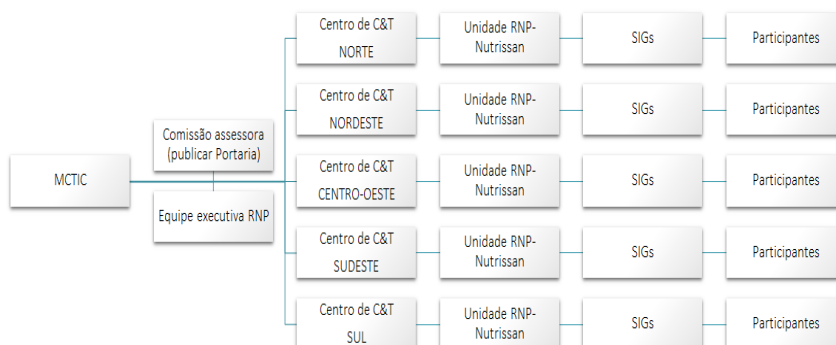 MCTIC
Comissão assessora
(publicar Portaria)
Equipe executiva RNP
Centro de C&T
NORTE
Unidade RNP-
Nutrissan
SIGs
Participantes
Centro de C&T
NORDESTE
Unidade RNP-
Nutrissan
SIGs
Participantes
Centro de C&T
CENTRO-OESTE
Unidade RNP-
Nutrissan
SIGs
Participantes
Centro de C&T
SUDESTE
Unidade RNP-
Nutrissan
SIGs
Participantes
Centro de C&T
SUL
Unidade RNP-
Nutrissan
SIGs
Participantes